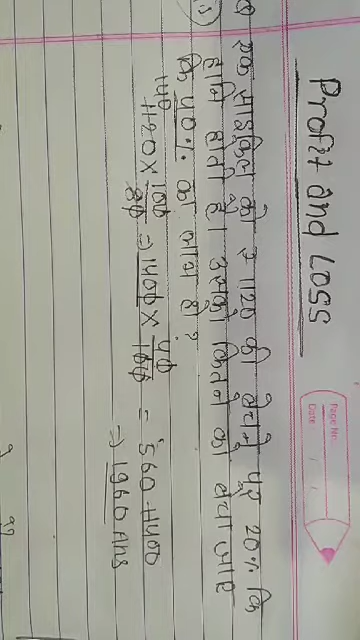 Profit and Loss
Page No.
Date
एक साइकिल को ₹ 1120 की बेचने पर 20% कि
हानि होती है। उसको कितने को बेचा जाए
कि 40% का लाभ हो?
1120 × 100/80 ⇒ 1400 × 40/100 = 560 + 1400
140
⇒ 1960 Ans